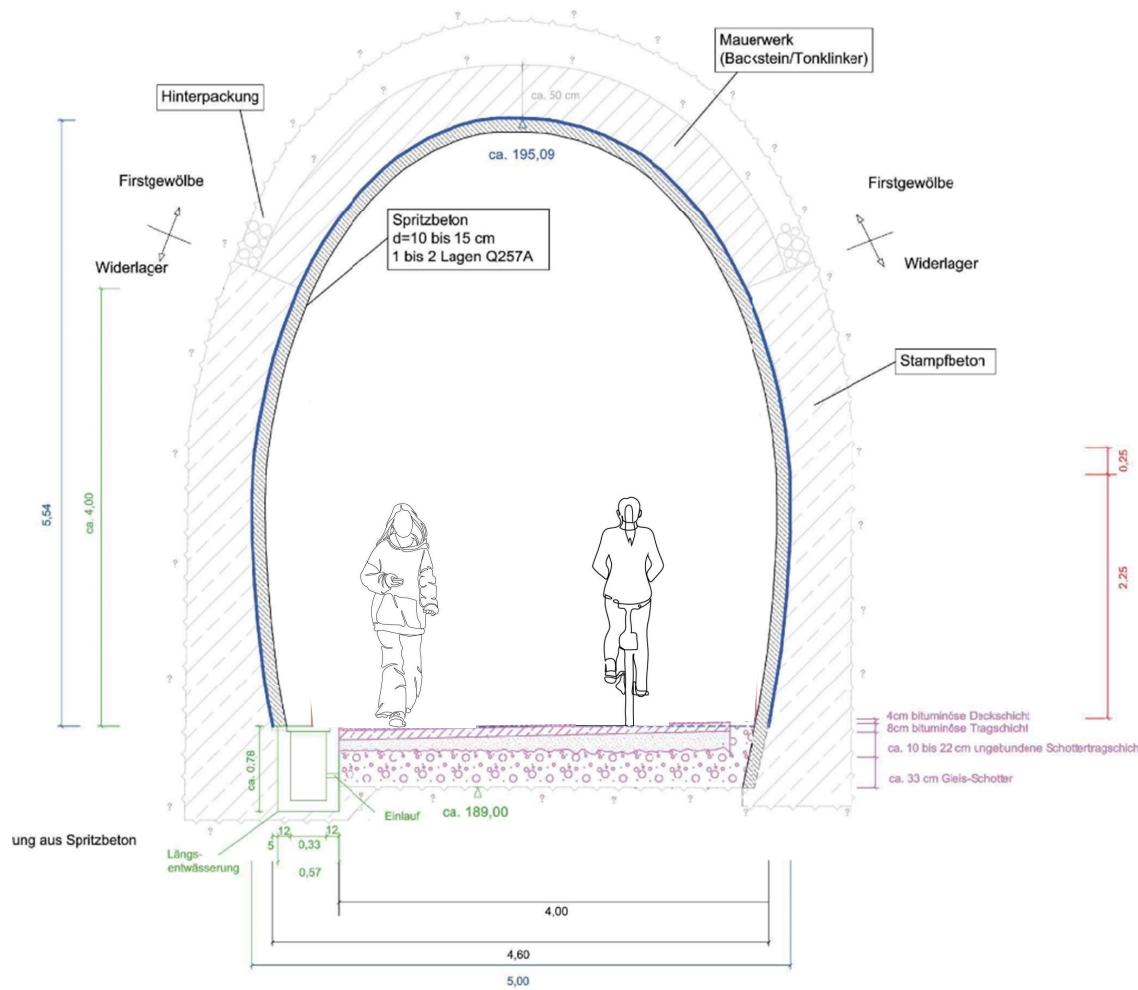 Mauerwerk
(Backstein/Tonklinker)
Hinterpackung
ca. 50 cm
ca. 195,09
Firstgewölbe
Firstgewölbe
Spritzbeton
d=10 bis 15 cm
1 bis 2 Lagen Q257A
Widerlager
Widerlager
Stampfbeton
5,54
ca. 4,00
0,25
2,25
4cm bituminöse Deckschicht
8cm bituminöse Tragschicht
ca. 10 bis 22 cm ungebundene Schottertragschich
ca. 33 cm Gleis-Schotter
ca. 0,78
Einlauf
ca. 189,00
ung aus Spritzbeton
Längs-
entwässerung
5
12
0,33
12
0,57
4,00
4,60
5,00